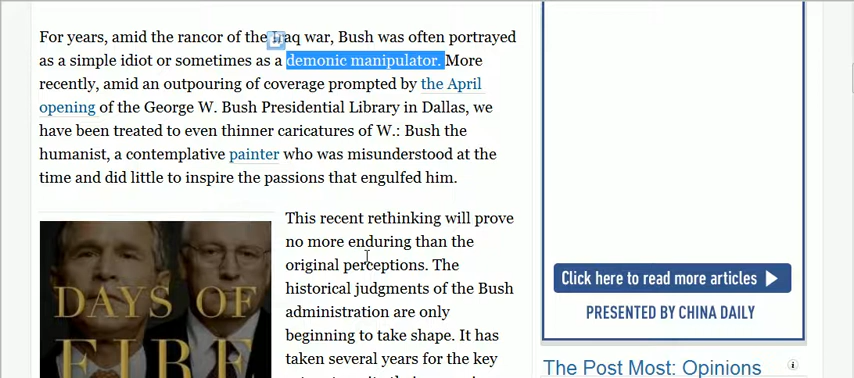 For years, amid the rancor of the Iraq war, Bush was often portrayed
as a simple idiot or sometimes as a demonic manipulator. More
recently, amid an outpouring of coverage prompted by the April
opening of the George W. Bush Presidential Library in Dallas, we
have been treated to even thinner caricatures of W.: Bush the
humanist, a contemplative painter who was misunderstood at the
time and did little to inspire the passions that engulfed him.
This recent rethinking will prove
no more enduring than the
original perceptions. The
historical judgments of the Bush
administration are only
beginning to take shape. It has
taken several years for the key
DAYS OF
FIRE
Click here to read more articles
PRESENTED BY CHINA DAILY
The Post Most: Opinions